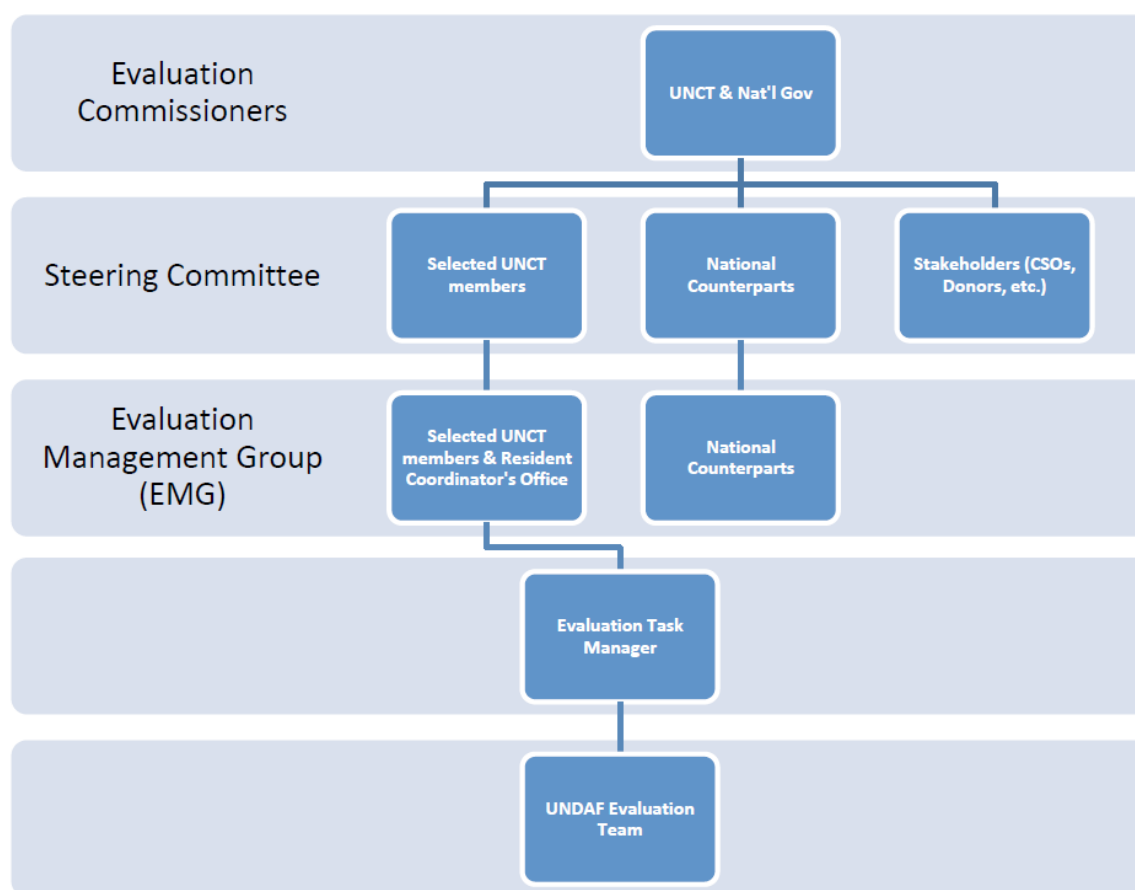 Evaluation
Commissioners
UNCT & Nat'l Gov
Steering Committee
Selected UNCT
members
National
Counterparts
Stakeholders (CSOs,
Donors, etc.)
Evaluation
Management Group
(EMG)
Selected UNCT
members & Resident
Coordinator's Office
National
Counterparts
Evaluation Task
Manager
UNDAF Evaluation
Team